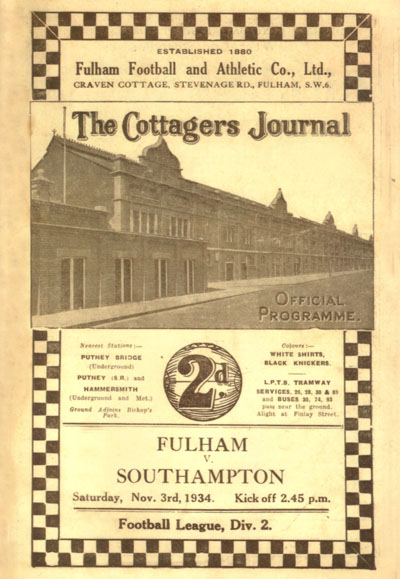 ESTABLISHED 1880
Fulham Football and Athletic Co., Ltd.,
CRAVEN COTTAGE, STEVENAGE RD., FULHAM, S.W.6.
The Cottagers Journal
OFFICIAL
PROGRAMME.
Nearest Stations :—
PUTNEY BRIDGE
(Underground)
PUTNEY (S.R.) and
HAMMERSMITH
(Underground and Met.)
Ground Adjoins Bishop's
Park.
2d.
Colours :—
WHITE SHIRTS,
BLACK KNICKERS.
L.P.T.B. TRAMWAY
SERVICES, 26, 28, 30 & 82
and BUSES 30, 74, 93
pass near the ground.
Alight at Finlay Street.
FULHAM
V.
SOUTHAMPTON
Saturday, Nov. 3rd, 1934. Kick off 2.45 p.m.
Football League, Div. 2.